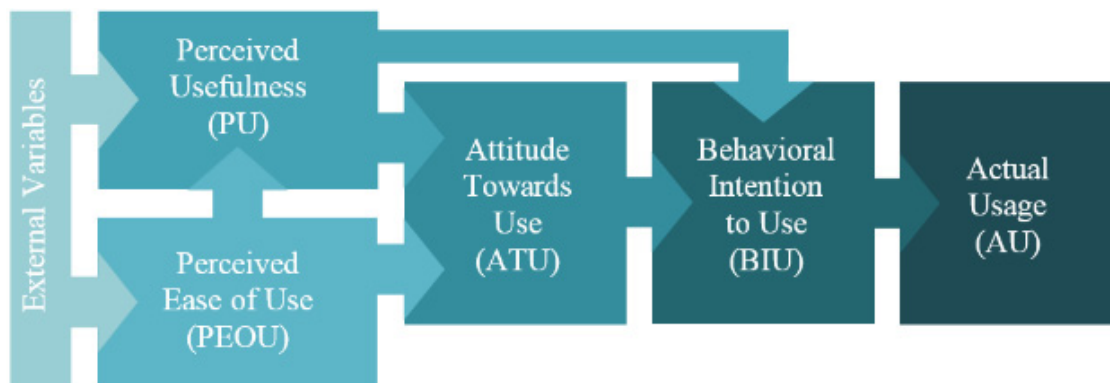 External Variables
Perceived
Usefulness
(PU)
Perceived
Ease of Use
(PEOU)
Attitude
Towards
Use
(ATU)
Behavioral
Intention
to Use
(BIU)
Actual
Usage
(AU)